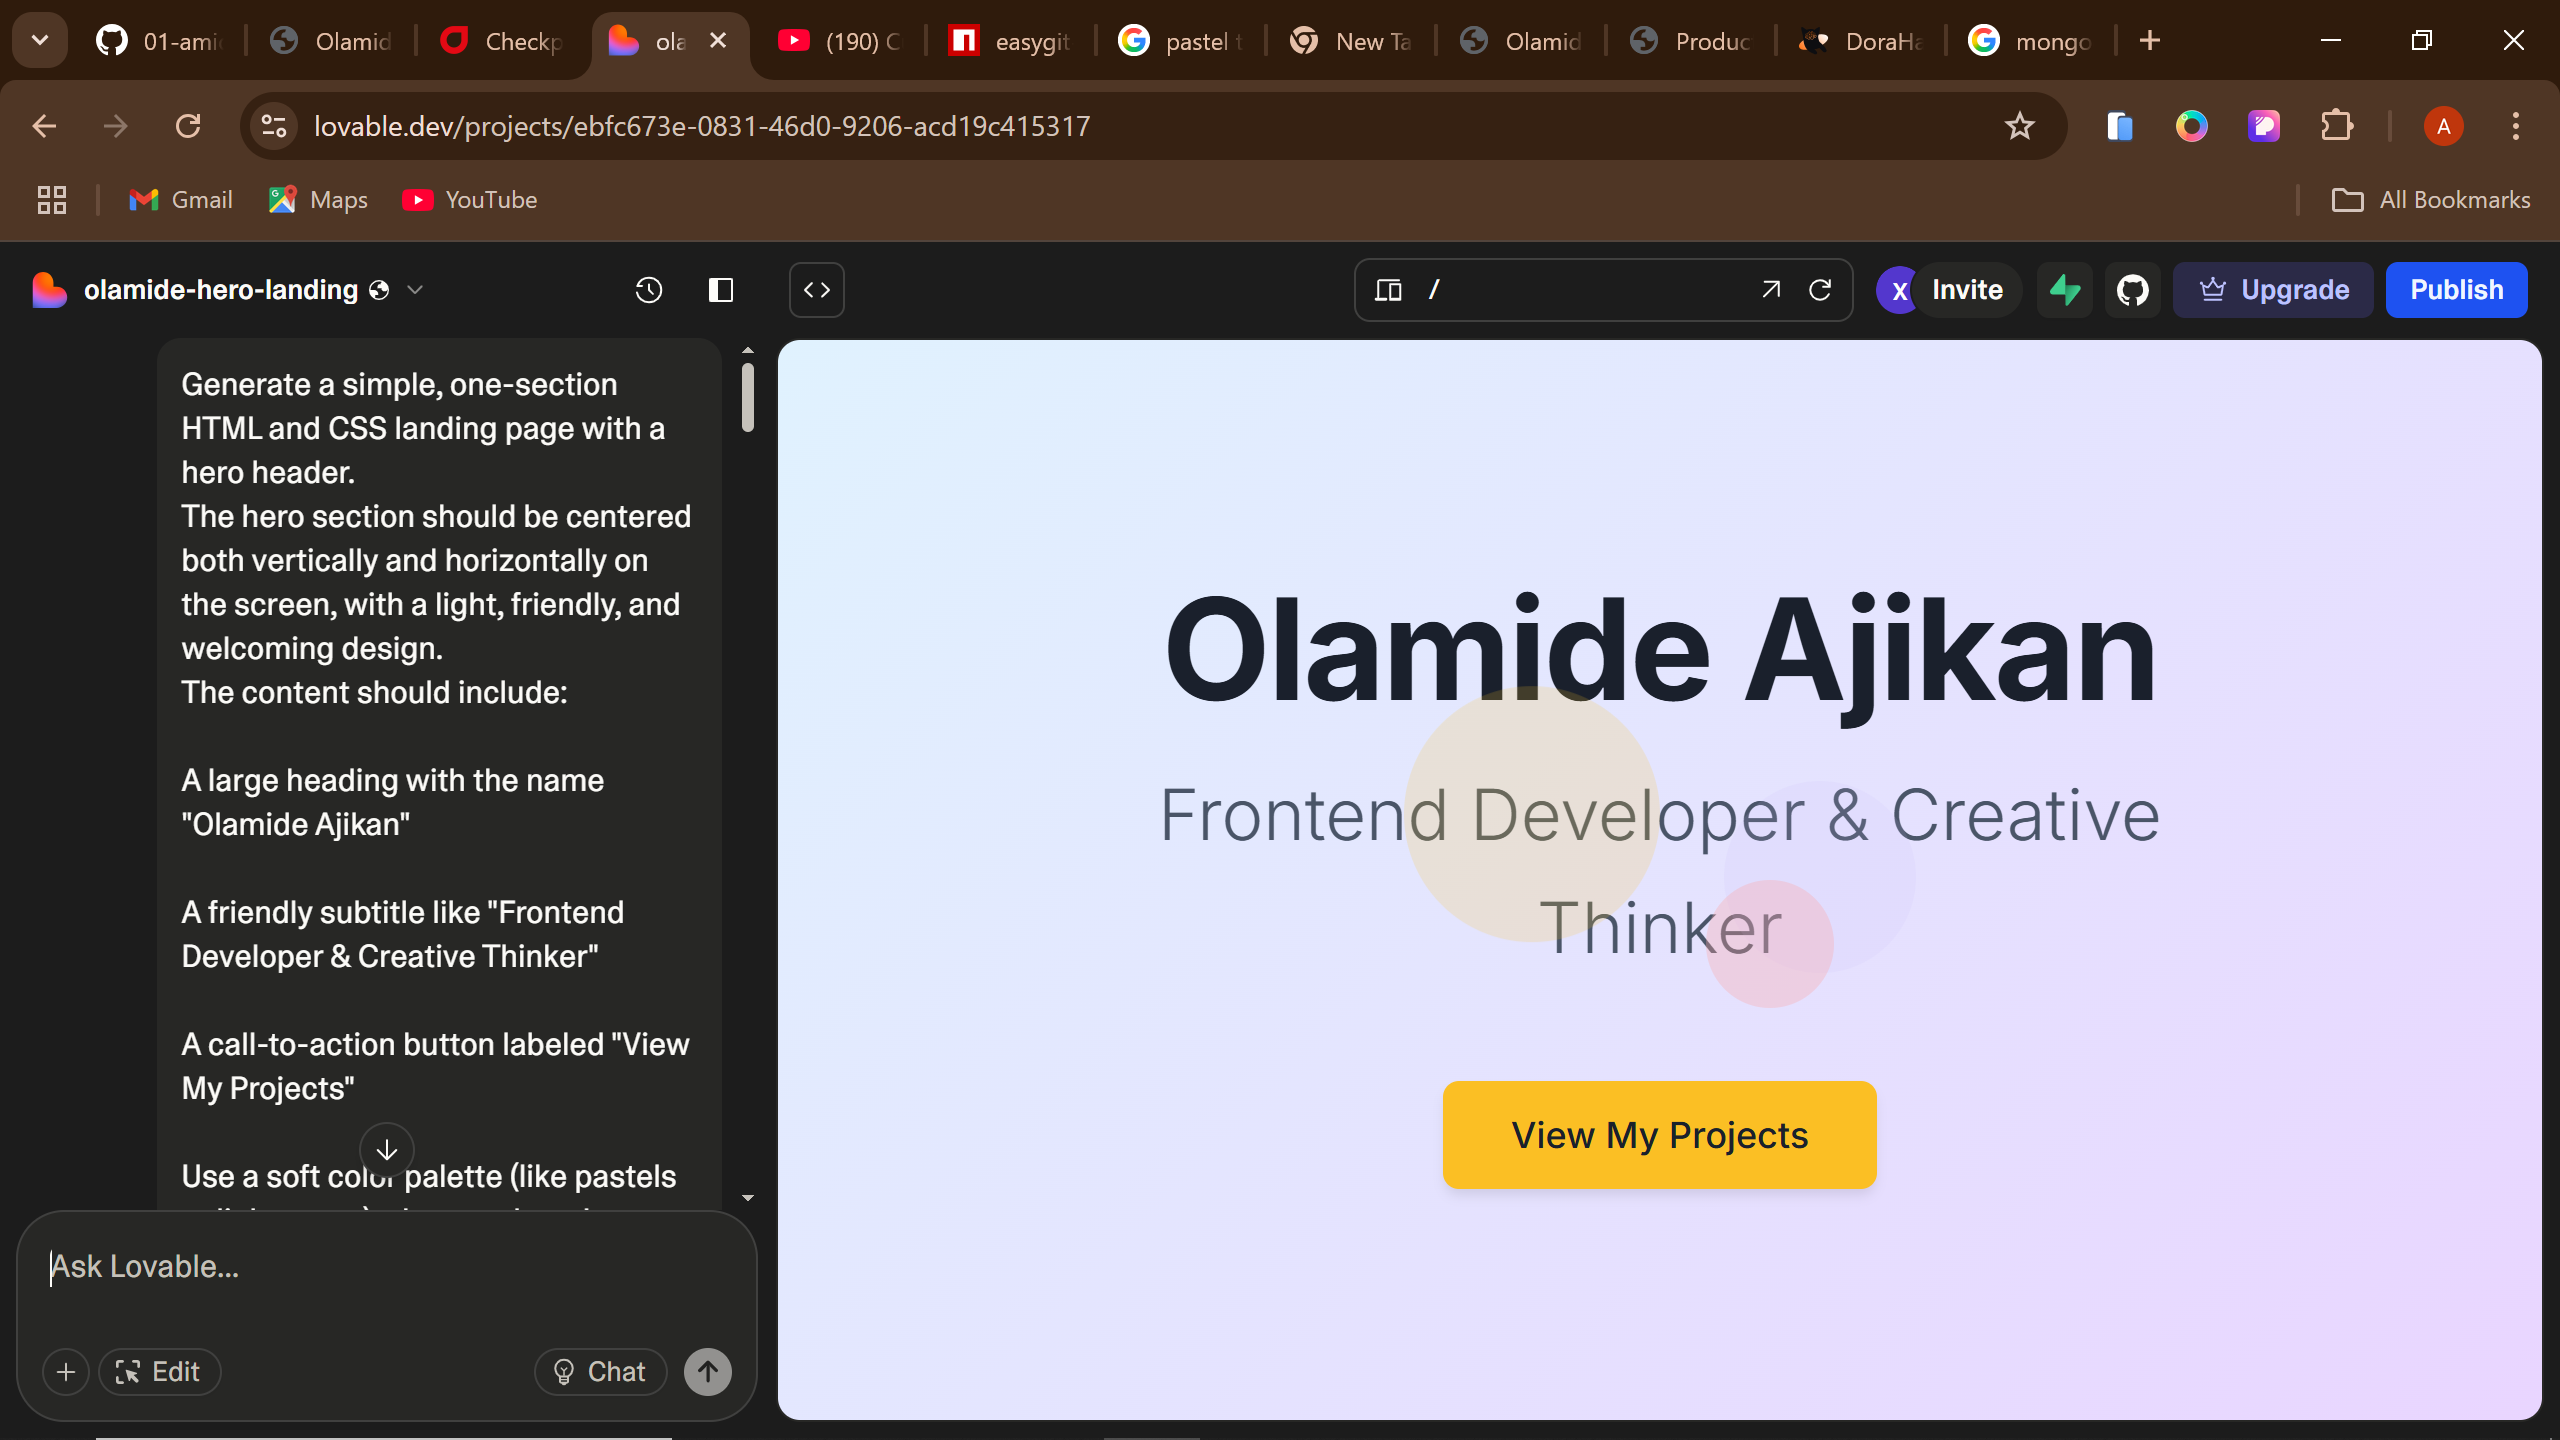 01-ami
Olamid
Checkp
ola
(190) C
easygit
pastel t
New Ta
Olamid
Produc
DoraHa
mongo
lovable.dev/projects/ebfc673e-0831-46d0-9206-acd19c415317
A
Gmail
Maps
YouTube
All Bookmarks
olamide-hero-landing
/
X
Invite
Upgrade
Publish
Generate a simple, one-section
HTML and CSS landing page with a
hero header.
The hero section should be centered
both vertically and horizontally on
the screen, with a light, friendly, and
welcoming design.
The content should include:
A large heading with the name
"Olamide Ajikan"
A friendly subtitle like "Frontend
Developer & Creative Thinker"
A call-to-action button labeled "View
My Projects"
Use a soft color palette (like pastels
Ask Lovable...
Edit
Chat
Olamide Ajikan
Frontend Developer & Creative
Thinker
View My Projects